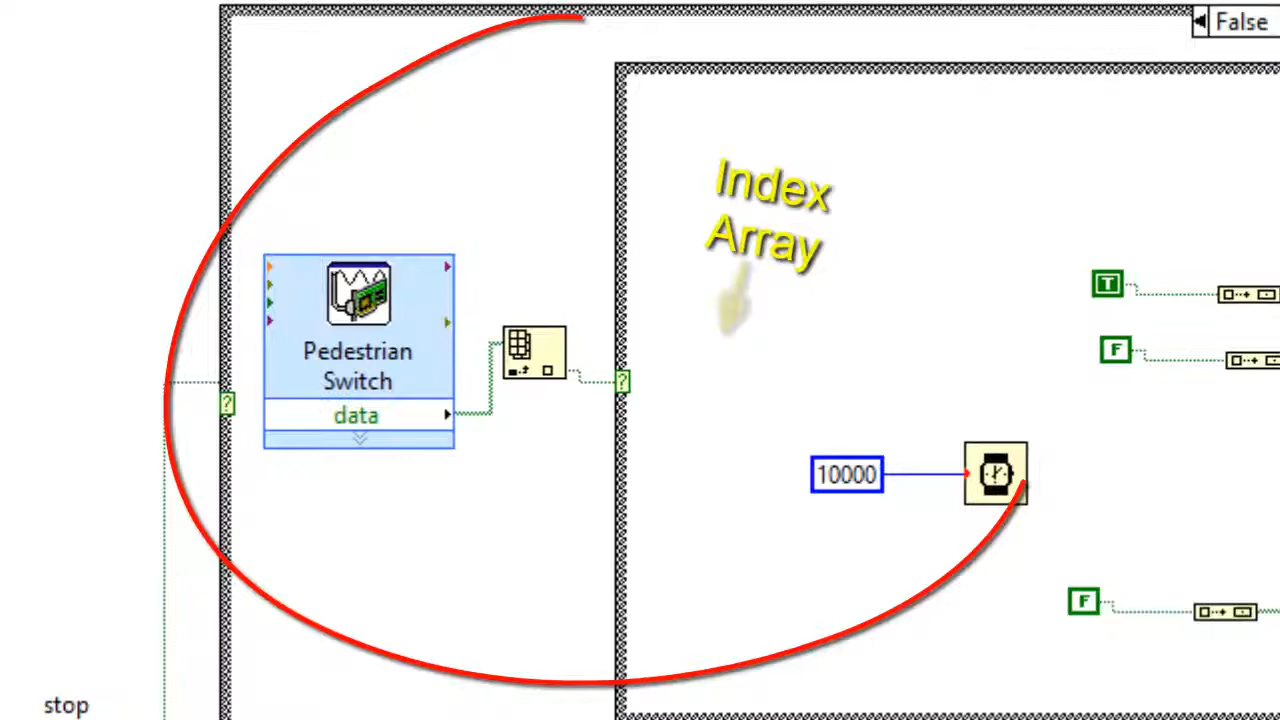 False
Index
Array
T
Pedestrian
Switch
F
?
data
?
10000
F
stop